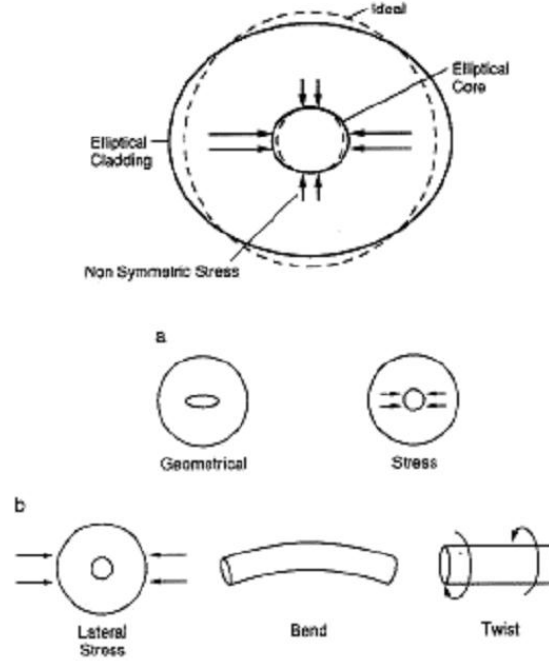 Ideal
Elliptical
Core
Elliptical
Cladding
Non Symmetric Stress
a
Geometrical
Stress
b
Lateral
Stress
Bend
Twist